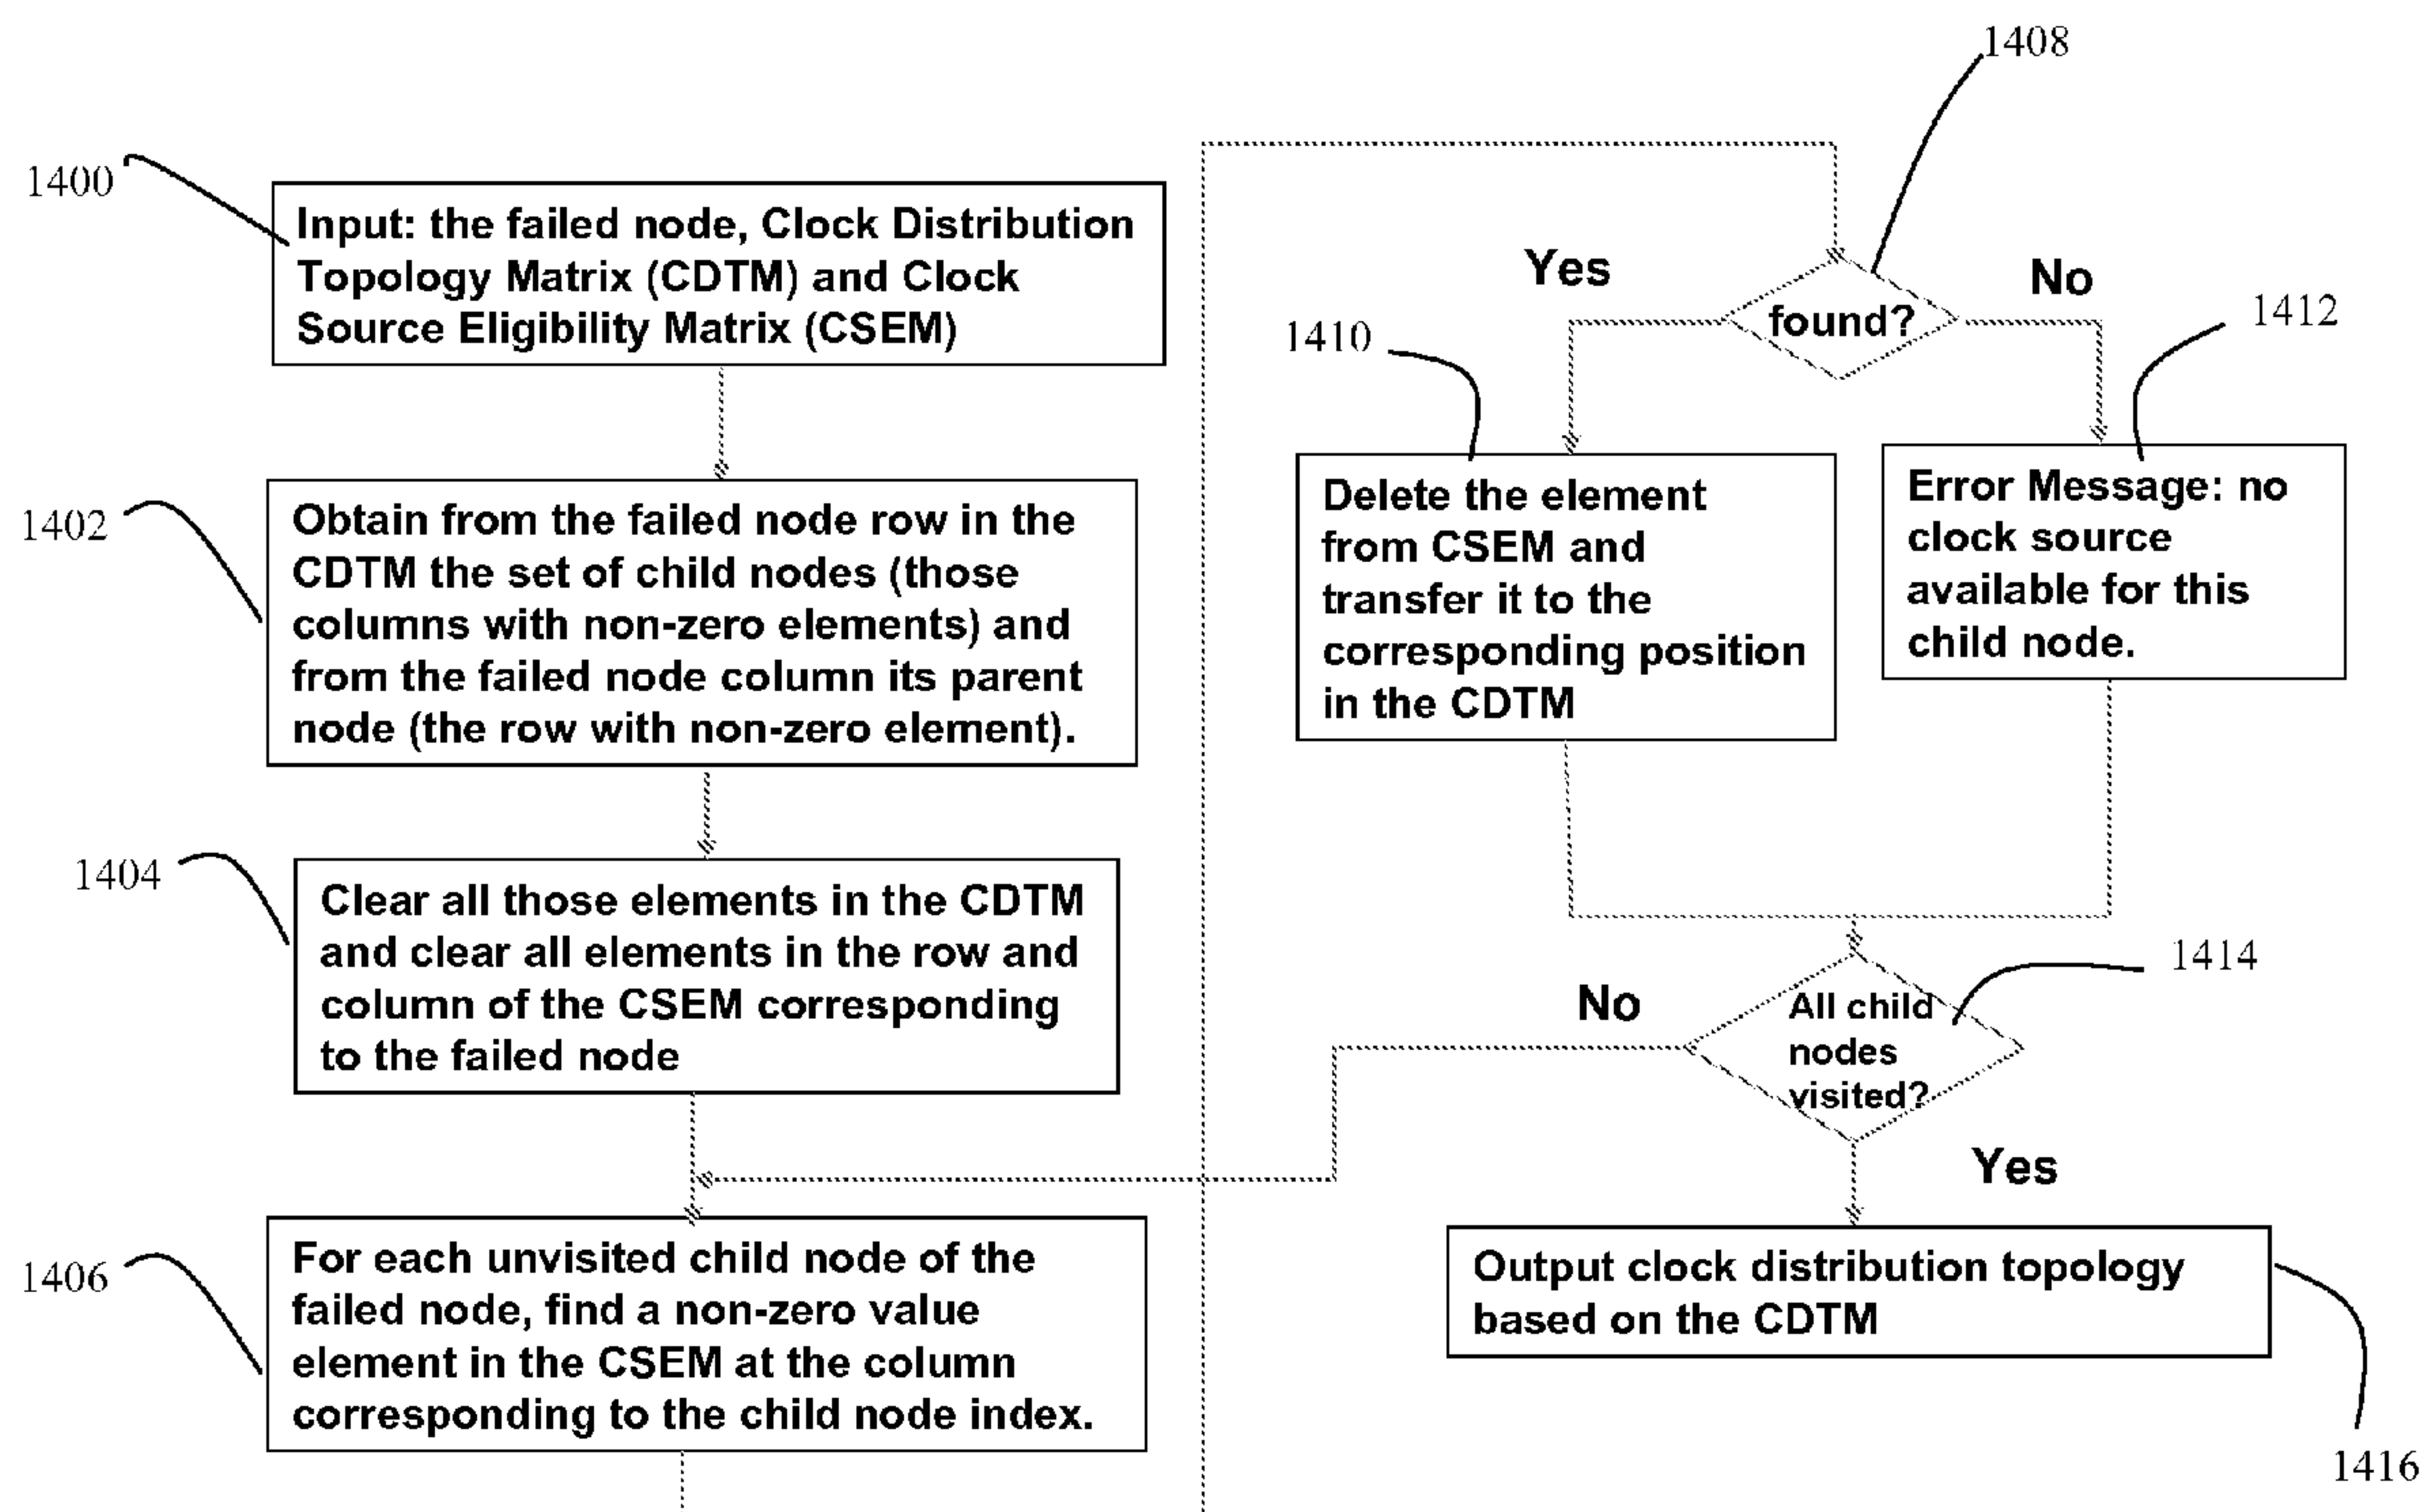 1400
Input: the failed node, Clock Distribution
Topology Matrix (CDTM) and Clock
Source Eligibility Matrix (CSEM)
1402
Obtain from the failed node row in the
CDTM the set of child nodes (those
columns with non-zero elements) and
from the failed node column its parent
node (the row with non-zero element).
1404
Clear all those elements in the CDTM
and clear all elements in the row and
column of the CSEM corresponding
to the failed node
1406
For each unvisited child node of the
failed node, find a non-zero value
element in the CSEM at the column
corresponding to the child node index.
1408
found?
Yes
No
1410
Delete the element
from CSEM and
transfer it to the
corresponding position
in the CDTM
1412
Error Message: no
clock source
available for this
child node.
1414
All child
nodes
visited?
No
Yes
Output clock distribution topology
based on the CDTM
1416